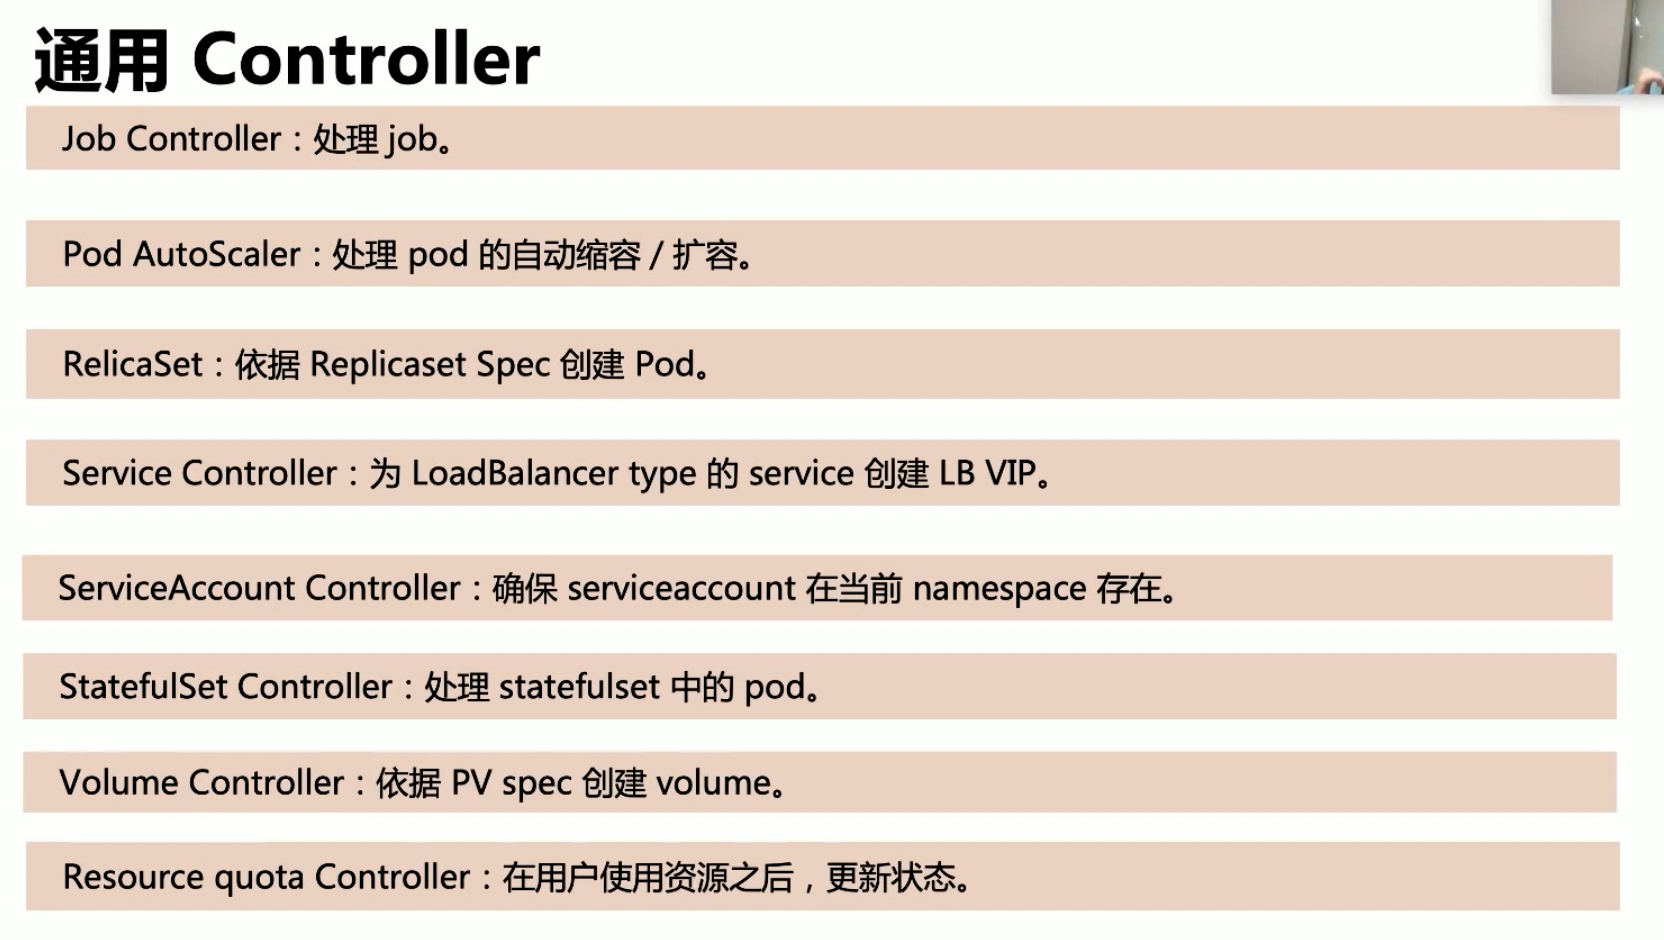 通用 Controller
Job Controller：处理 job。
Pod AutoScaler：处理 pod 的自动缩容 / 扩容。
RelicaSet：依据 Replicaset Spec 创建 Pod。
Service Controller：为 LoadBalancer type 的 service 创建 LB VIP。
ServiceAccount Controller：确保 serviceaccount 在当前 namespace 存在。
StatefulSet Controller：处理 statefulset 中的 pod。
Volume Controller：依据 PV spec 创建 volume。
Resource quota Controller：在用户使用资源之后，更新状态。